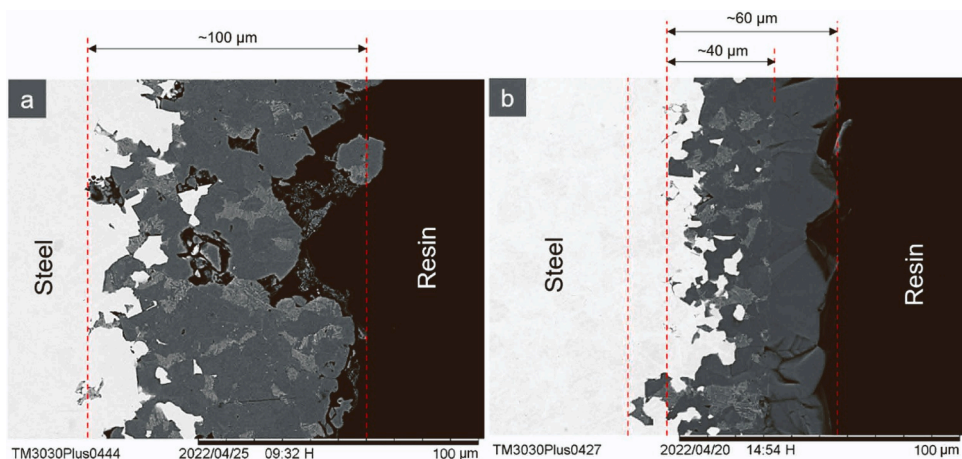 ~100 µm
a
Steel
Resin
TM3030Plus0444 2022/04/25 09:32 H 100 µm
~60 µm
~40 µm
b
Steel
Resin
TM3030Plus0427 2022/04/20 14:54 H 100 µm